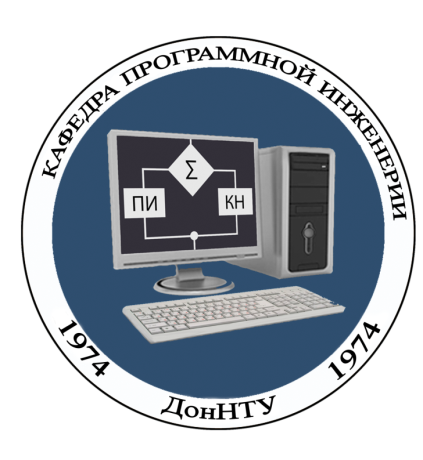 КАФЕДРА ПРОГРАММНОЙ ИНЖЕНЕРИИ
Σ
ПИ КН
1974 ДонНТУ 1974